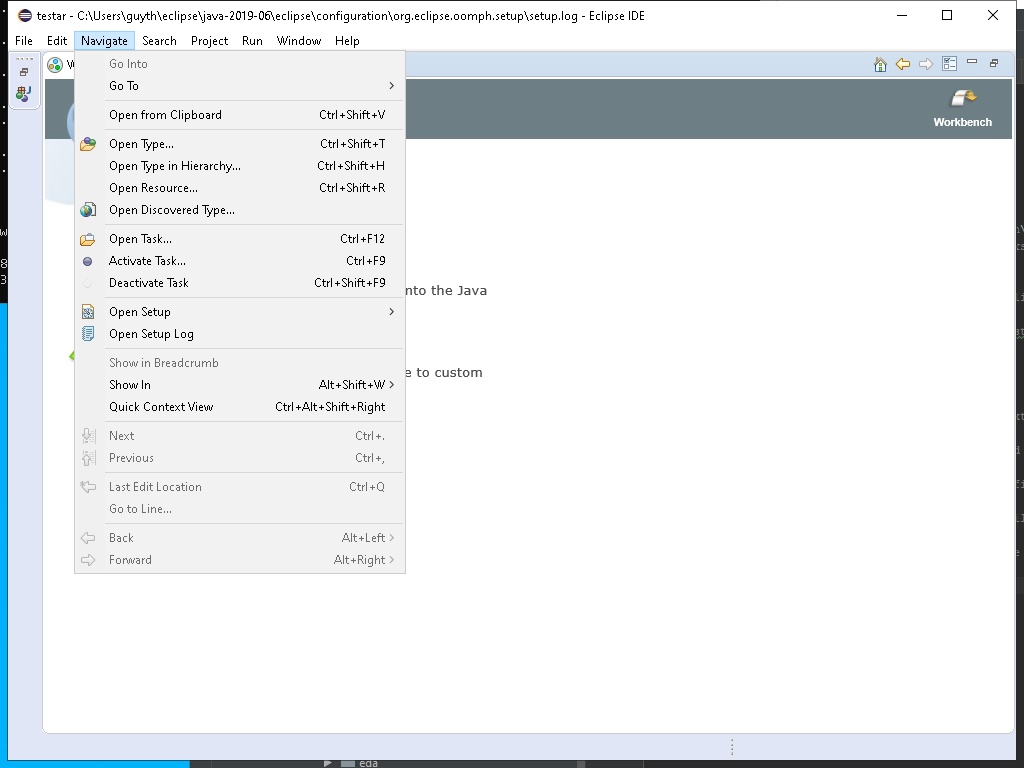 testar - C:\Users\guyth\eclipse\java-2019-06\eclipse\configuration\org.eclipse.oomph.setup\setup.log - Eclipse IDE
File Edit Navigate Search Project Run Window Help
Go Into
Go To
Open from Clipboard Ctrl+Shift+V
Workbench
Open Type... Ctrl+Shift+T
Open Type in Hierarchy... Ctrl+Shift+H
Open Resource... Ctrl+Shift+R
Open Discovered Type...
Open Task... Ctrl+F12
Activate Task... Ctrl+F9
Deactivate Task Ctrl+Shift+F9
nto the Java
Open Setup
Open Setup Log
Show in Breadcrumb
e to custom
Show In Alt+Shift+W
Quick Context View Ctrl+Alt+Shift+Right
Next Ctrl+.
Previous Ctrl+,
Last Edit Location Ctrl+Q
Go to Line...
Back Alt+Left
Forward Alt+Right
eda